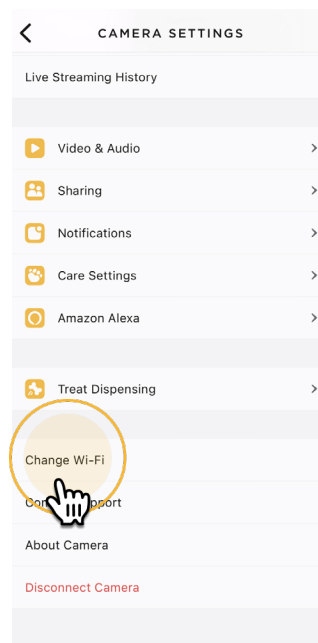 CAMERA SETTINGS
Live Streaming History
Video & Audio
Sharing
Notifications
Care Settings
Amazon Alexa
Treat Dispensing
Change Wi-Fi
About Camera
Disconnect Camera